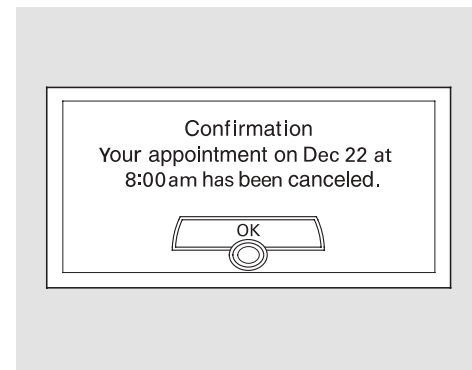 Confirmation
Your appointment on Dec 22 at
8:00am has been canceled.
OK